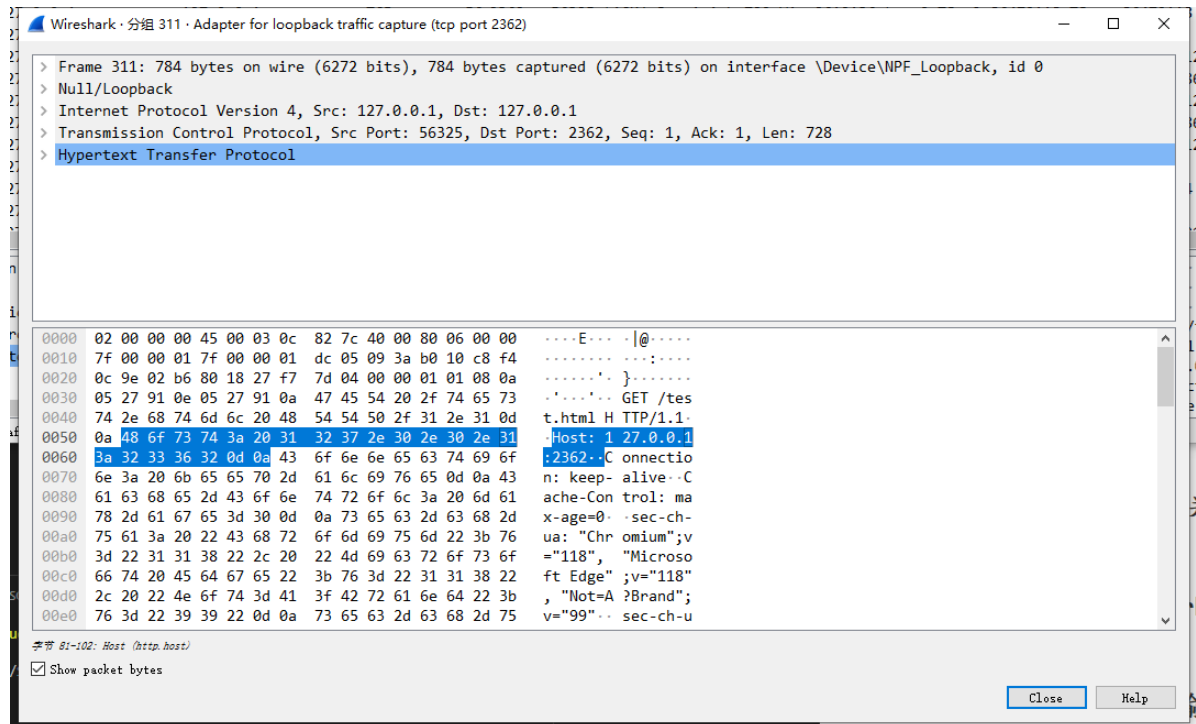 Wireshark · 分组 311 · Adapter for loopback traffic capture (tcp port 2362)
> Frame 311: 784 bytes on wire (6272 bits), 784 bytes captured (6272 bits) on interface \Device\NPF_Loopback, id 0
> Null/Loopback
> Internet Protocol Version 4, Src: 127.0.0.1, Dst: 127.0.0.1
> Transmission Control Protocol, Src Port: 56325, Dst Port: 2362, Seq: 1, Ack: 1, Len: 728
> Hypertext Transfer Protocol
0000 02 00 00 00 45 00 03 0c 82 7c 40 00 80 06 00 00 ····E··· ·|@·····
0010 7f 00 00 01 7f 00 00 01 dc 05 09 3a b0 10 c8 f4 ········ ···:····
0020 0c 9e 02 b6 80 18 27 f7 7d 04 00 00 01 01 08 0a ······'· }·······
0030 05 27 91 0e 05 27 91 0a 47 45 54 20 2f 74 65 73 ·'···'·· GET /tes
0040 74 2e 68 74 6d 6c 20 48 54 54 50 2f 31 2e 31 0d t.html H TTP/1.1·
0050 0a 48 6f 73 74 3a 20 31 32 37 2e 30 2e 30 2e 31 ·Host: 1 27.0.0.1
0060 3a 32 33 36 32 0d 0a 43 6f 6e 6e 65 63 74 69 6f :2362··C onnectio
0070 6e 3a 20 6b 65 65 70 2d 61 6c 69 76 65 0d 0a 43 n: keep- alive··C
0080 61 63 68 65 2d 43 6f 6e 74 72 6f 6c 3a 20 6d 61 ache-Con trol: ma
0090 78 2d 61 67 65 3d 30 0d 0a 73 65 63 2d 63 68 2d x-age=0· ·sec-ch-
00a0 75 61 3a 20 22 43 68 72 6f 6d 69 75 6d 22 3b 76 ua: "Chr omium";v
00b0 3d 22 31 31 38 22 2c 20 22 4d 69 63 72 6f 73 6f ="118", "Microso
00c0 66 74 20 45 64 67 65 22 3b 76 3d 22 31 31 38 22 ft Edge" ;v="118"
00d0 2c 20 22 4e 6f 74 3d 41 3f 42 72 61 6e 64 22 3b , "Not=A ?Brand";
00e0 76 3d 22 39 39 22 0d 0a 73 65 63 2d 63 68 2d 75 v="99"·· sec-ch-u
字节 81-102: Host (http.host)
Show packet bytes
Close Help